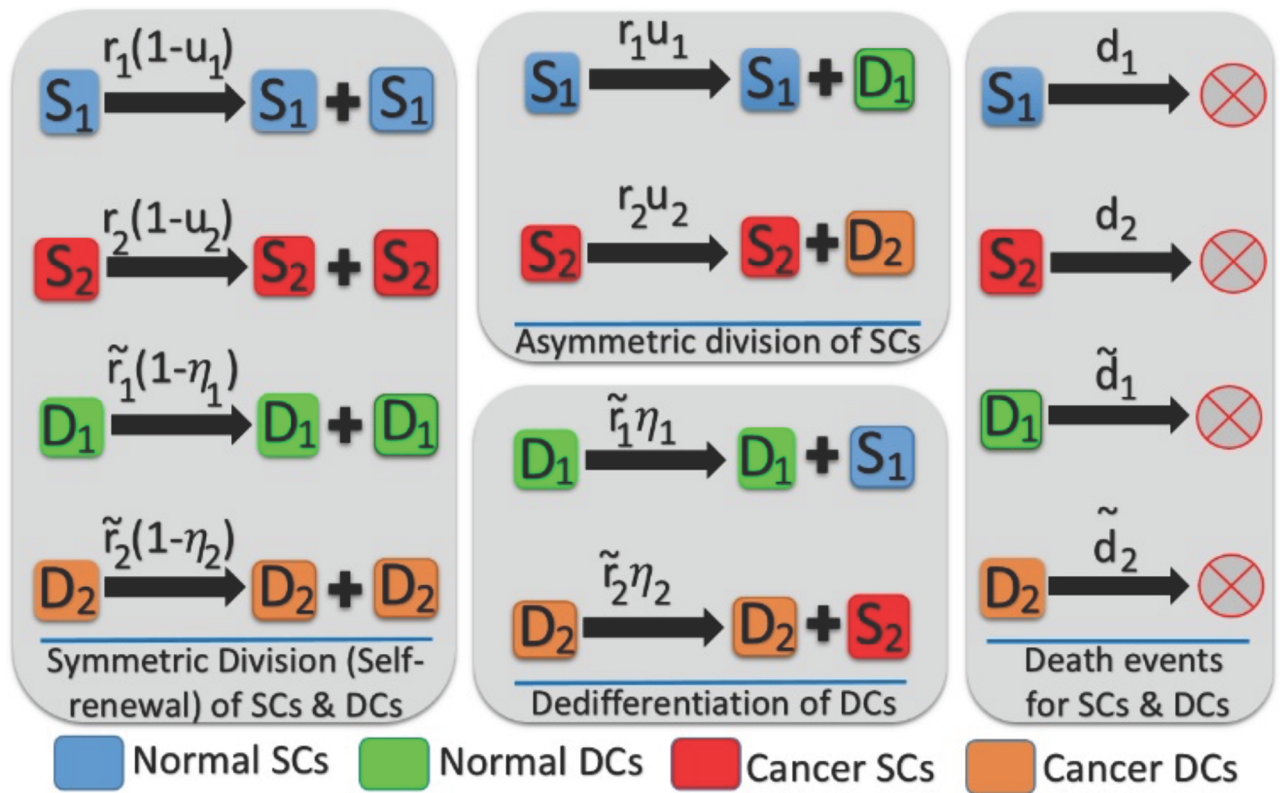 r₁(1-u₁)
S₁ S₁ + S₁
r₂(1-u₂)
S₂ S₂ + S₂
r̃₁(1-η₁)
D₁ D₁ + D₁
r̃₂(1-η₂)
D₂ D₂ + D₂
Symmetric Division (Self-
renewal) of SCs & DCs
r₁u₁
S₁ S₁ + D₁
r₂u₂
S₂ S₂ + D₂
Asymmetric division of SCs
r̃₁η₁
D₁ D₁ + S₁
r̃₂η₂
D₂ D₂ + S₂
Dedifferentiation of DCs
d₁
S₁
d₂
S₂
d̃₁
D₁
d̃₂
D₂
Death events
for SCs & DCs
Normal SCs Normal DCs Cancer SCs Cancer DCs